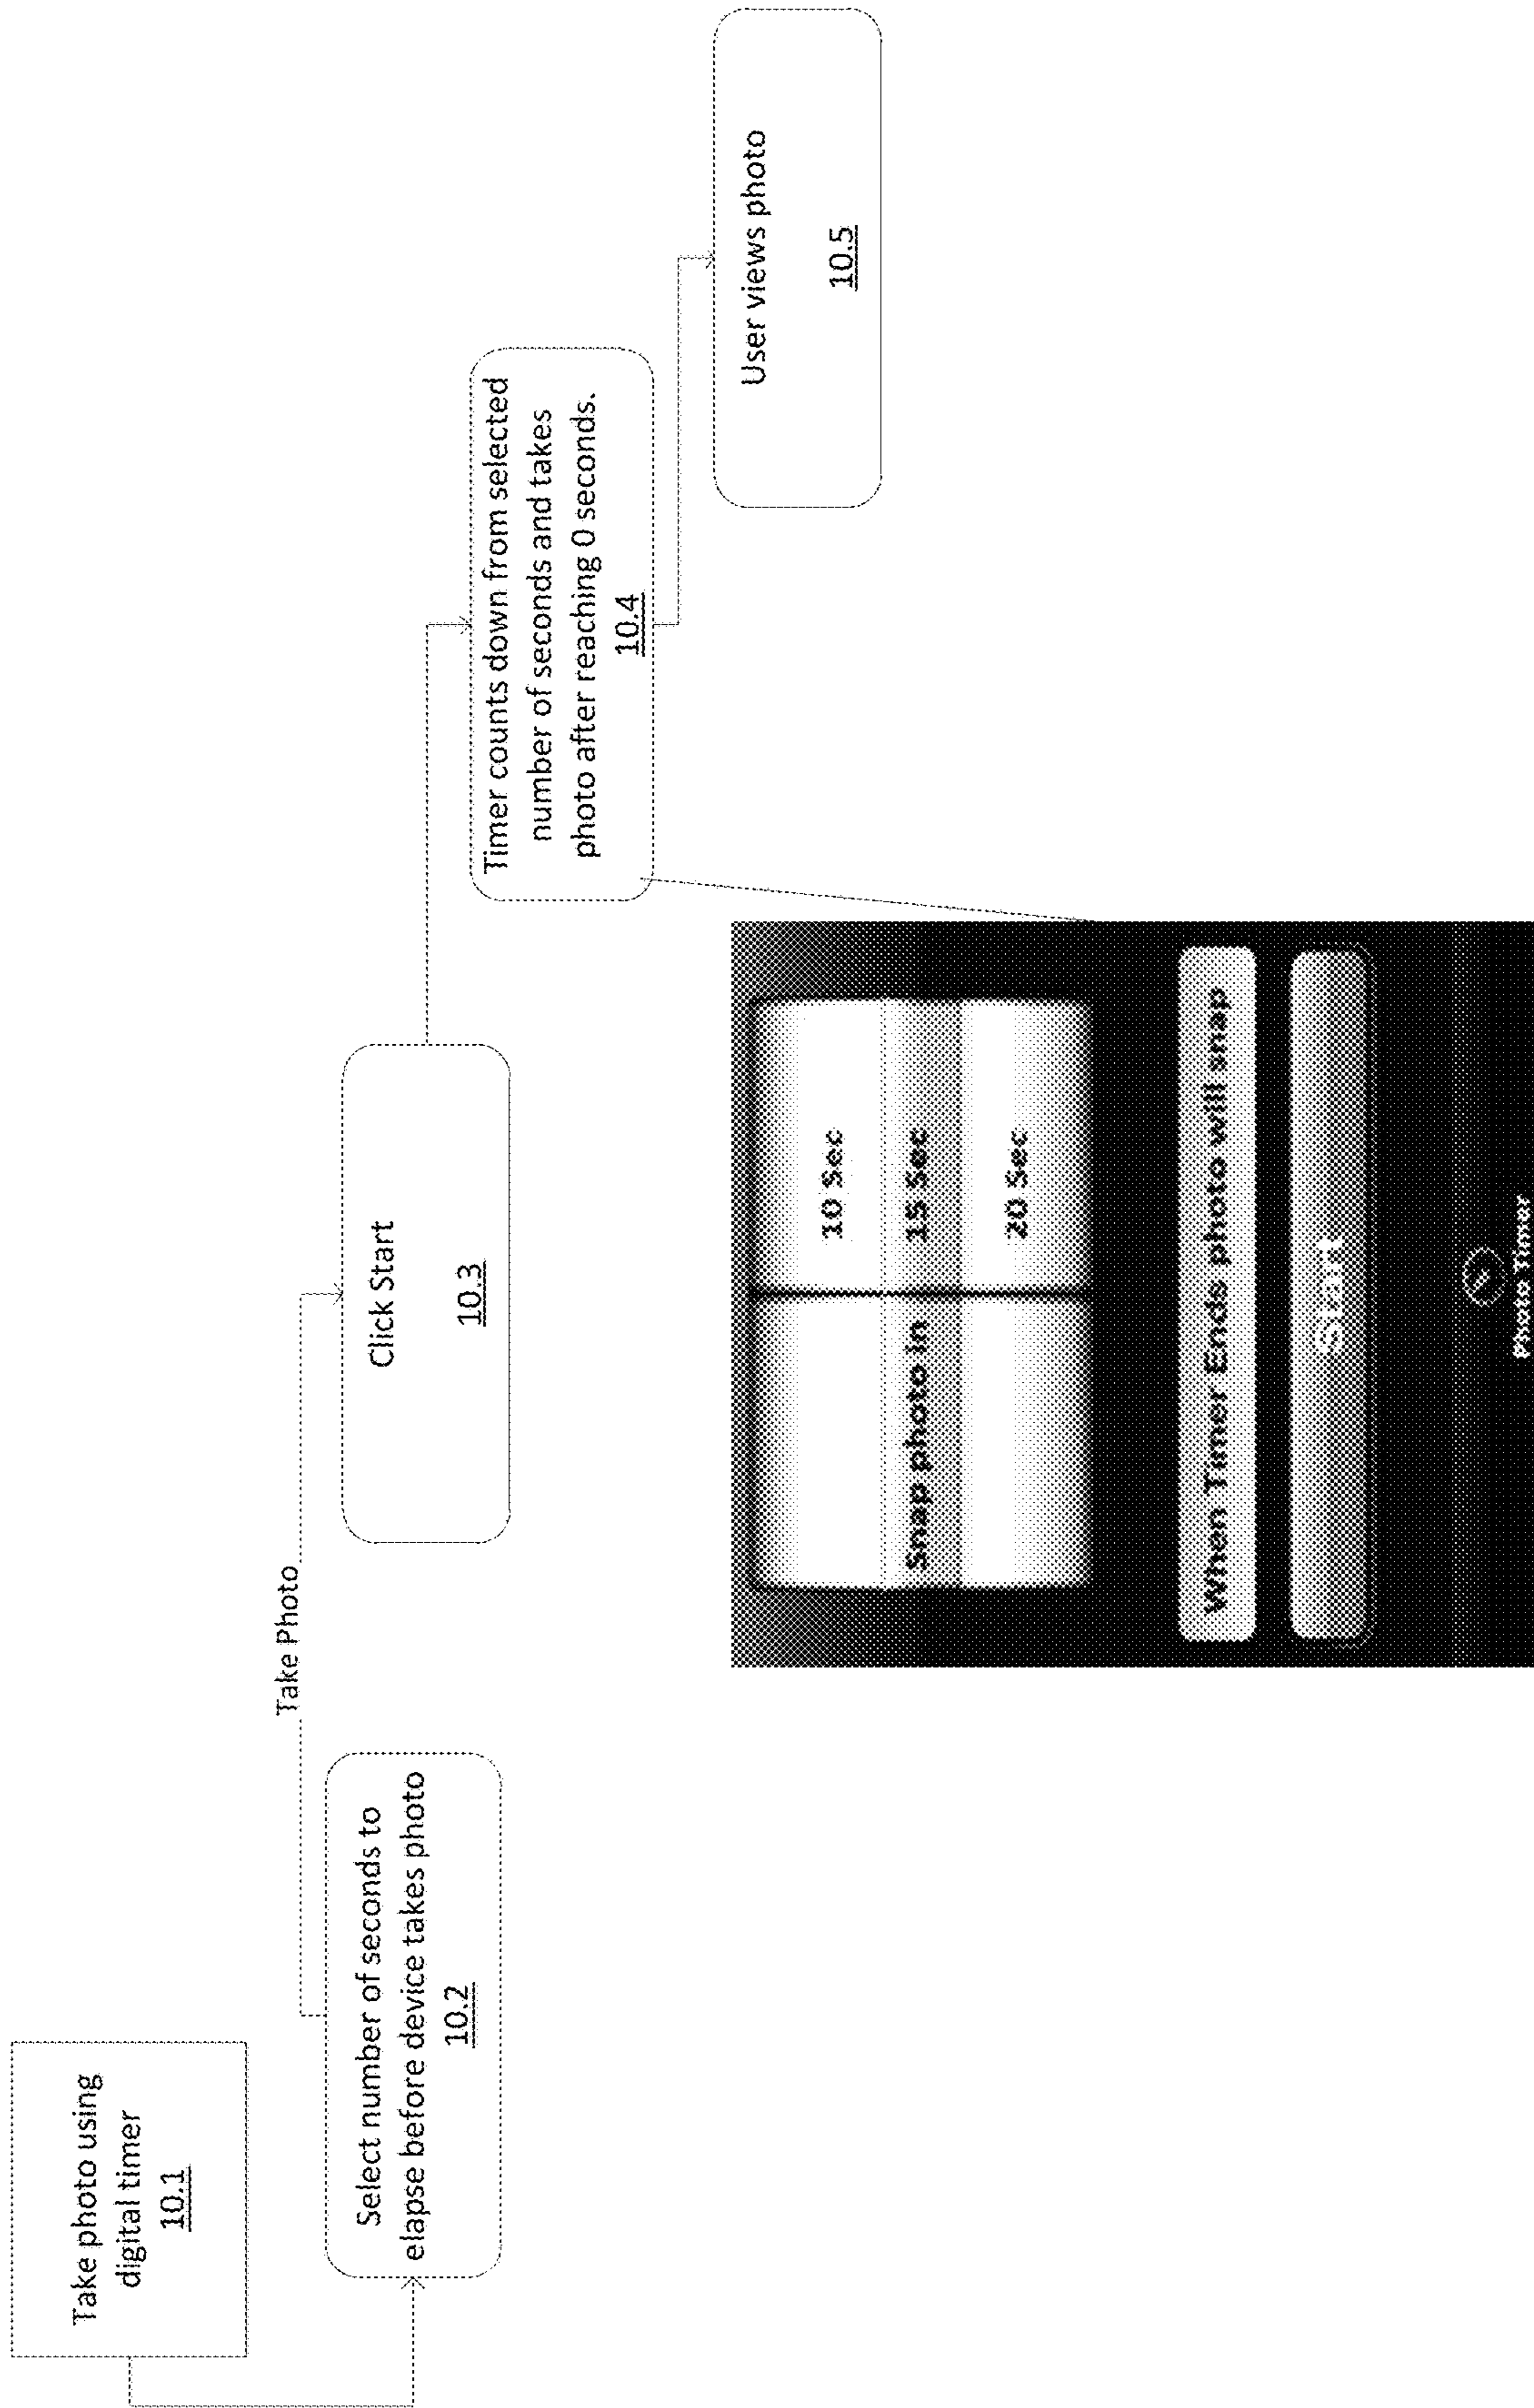 Take photo using
digital timer
10.1
Select number of seconds to
elapse before device takes photo
10.2
Take Photo
Click Start
10.3
Timer counts down from selected
number of seconds and takes
photo after reaching 0 seconds.
10.4
User views photo
10.5
10 Sec
Snap photo in 15 Sec
20 Sec
When Timer Ends photo will snap
Start
Photo Timer